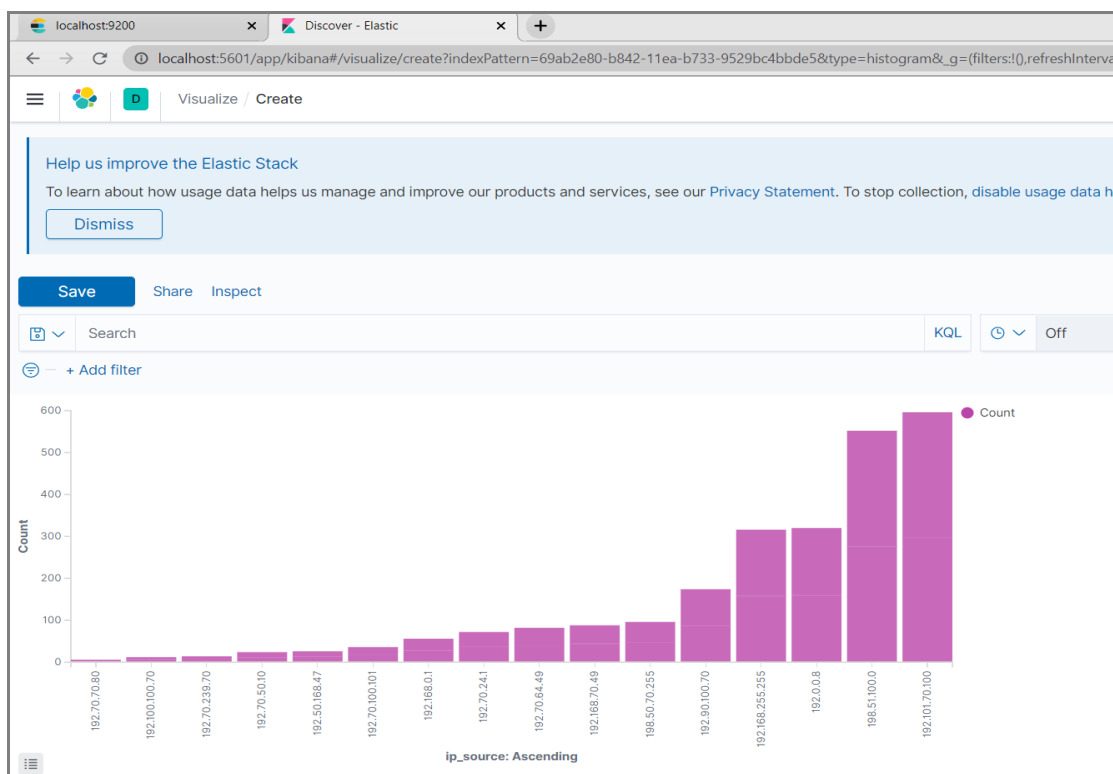 localhost:9200 × Discover - Elastic × +
localhost:5601/app/kibana#/visualize/create?indexPattern=69ab2e80-b842-11ea-b733-9529bc4bbde5&type=histogram&_g=(filters:!(),refreshInterva
D Visualize / Create
Help us improve the Elastic Stack
To learn about how usage data helps us manage and improve our products and services, see our Privacy Statement. To stop collection, disable usage data h
Dismiss
Save Share Inspect
Search KQL Off
+ Add filter
600
500
400
300
200
100
0
Count
Count
192.70.70.80
192.100.100.70
192.70.239.70
192.70.50.10
192.50.168.47
192.70.100.101
192.168.0.1
192.70.24.1
192.70.64.49
192.168.70.49
198.50.70.255
192.90.100.70
192.168.255.255
192.0.0.8
198.51.100.0
192.101.70.100
ip_source: Ascending